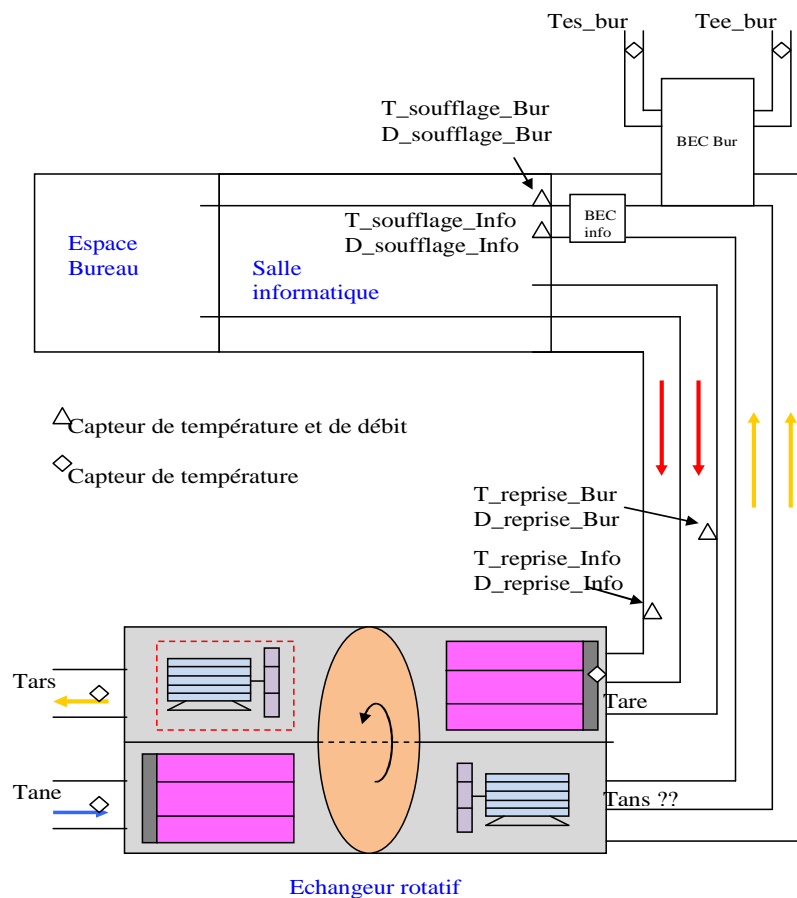 Tes_bur
Tee_bur
T_soufflage_Bur
D_soufflage_Bur
BEC Bur
T_soufflage_Info
D_soufflage_Info
BEC
info
Espace
Bureau
Salle
informatique
Capteur de température et de débit
Capteur de température
T_reprise_Bur
D_reprise_Bur
T_reprise_Info
D_reprise_Info
Tars
Tare
Tane
Tans ??
Echangeur rotatif